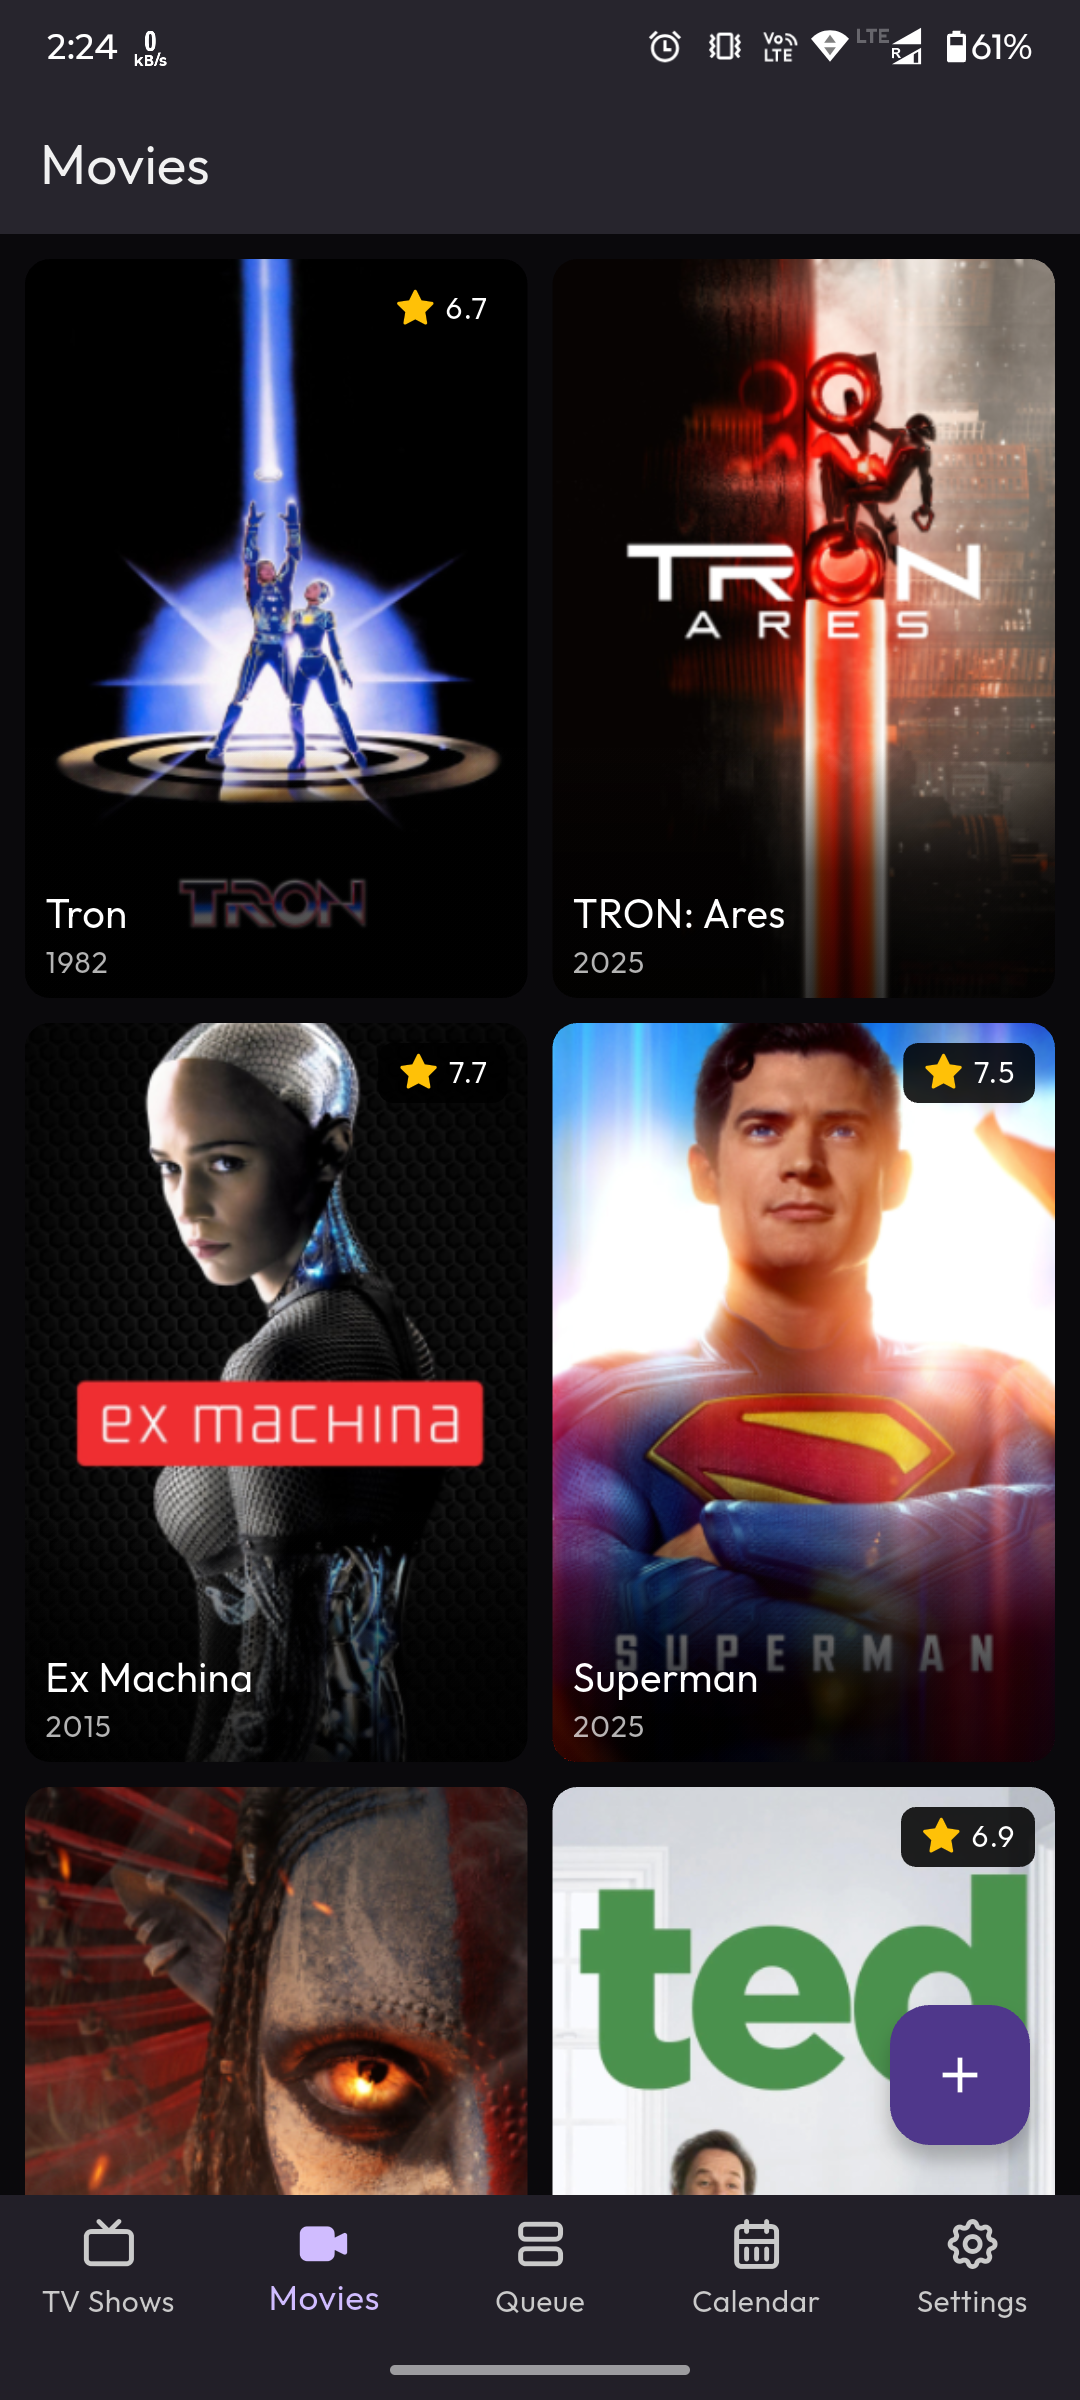 2:24 0 kB/s Vo LTE LTE R 61%
Movies
6.7
TRON
ARES
TRON
Tron
1982
TRON: Ares
2025
7.7
7.5
ex machina
SUPERMAN
Ex Machina
2015
Superman
2025
6.9
ted
TV Shows
Movies
Queue
Calendar
Settings